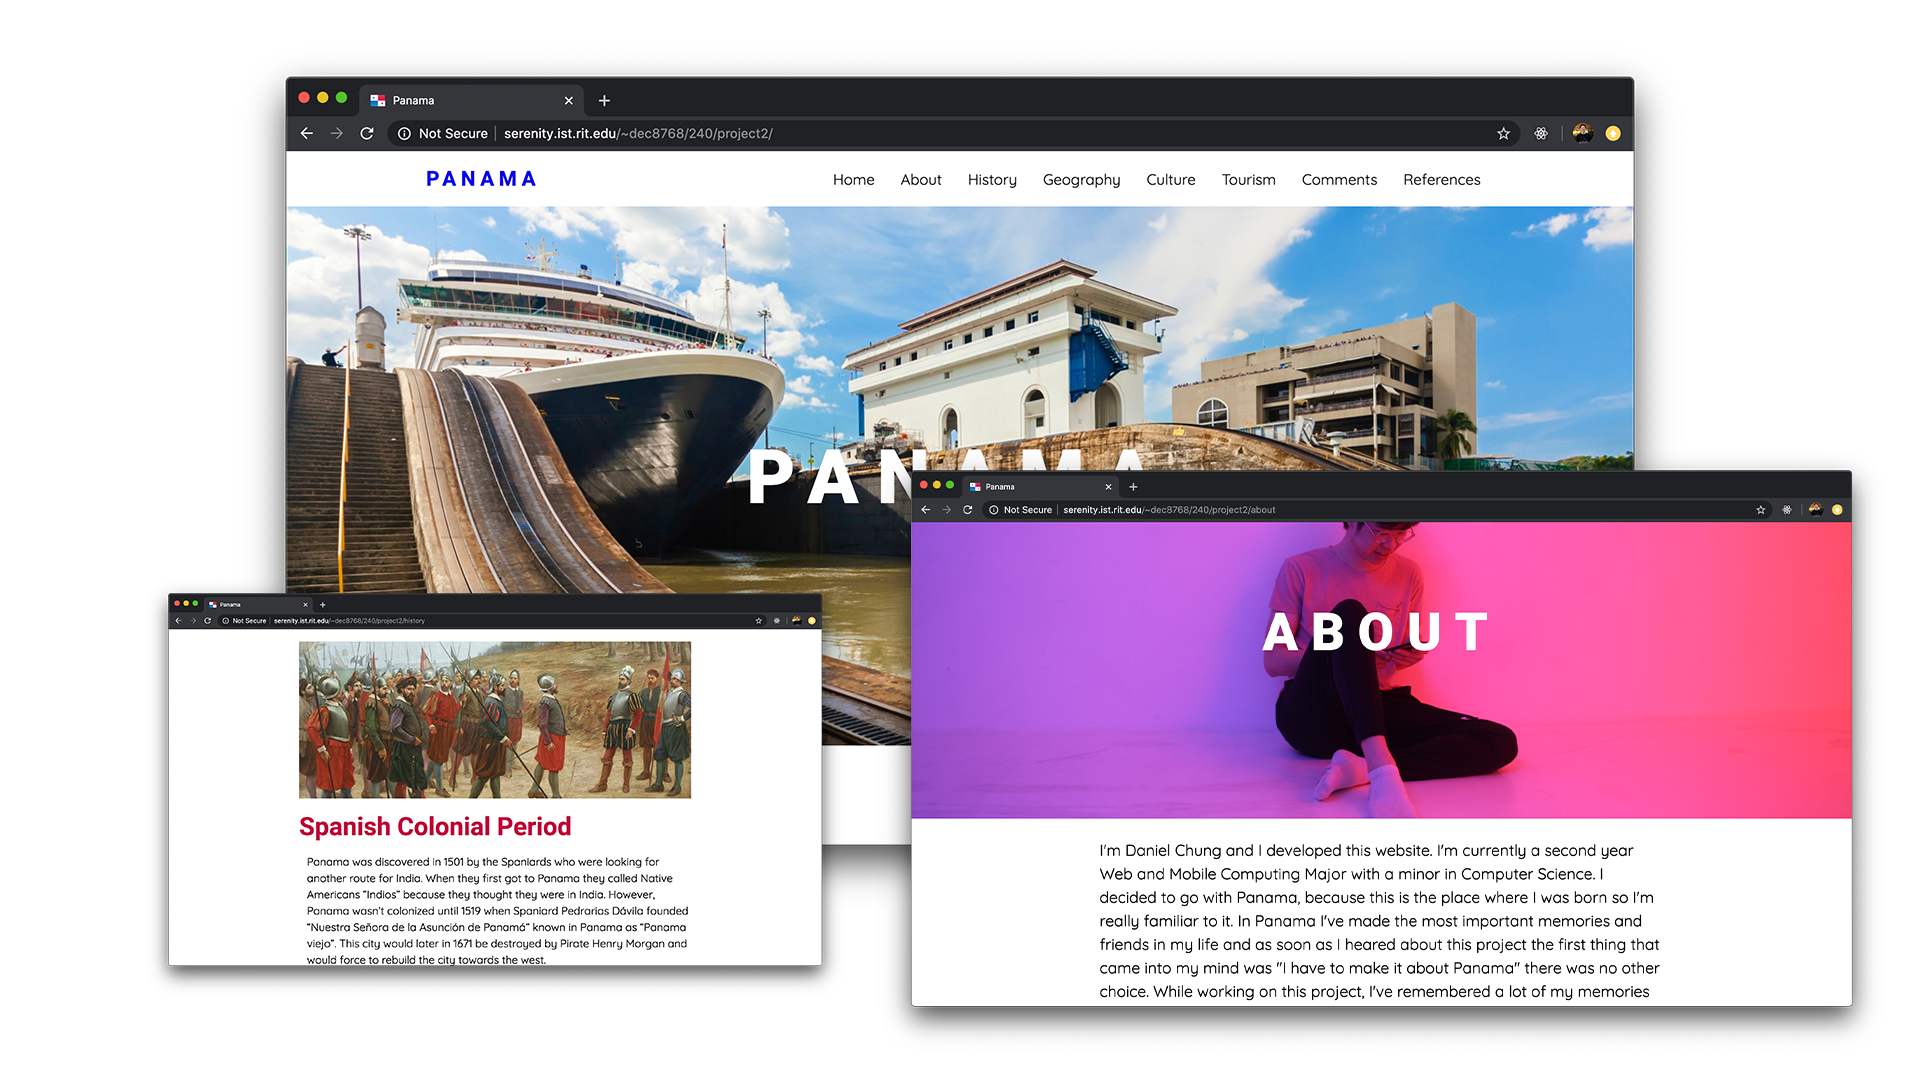 Panama
Not Secure serenity.ist.rit.edu/~dec8768/240/project2/
PANAMA
Home About History Geography Culture Tourism Comments References
PANAMA
Panama
Not Secure serenity.ist.rit.edu/~dec8768/240/project2/history
Spanish Colonial Period
Panama was discovered in 1501 by the Spaniards who were looking for
another route for India. When they first got to Panama they called Native
Americans “Indios” because they thought they were in India. However,
Panama wasn't colonized until 1519 when Spaniard Pedrarias Dávila founded
“Nuestra Señora de la Asunción de Panamá” known in Panama as “Panama
viejo”. This city would later in 1671 be destroyed by Pirate Henry Morgan and
would force to rebuild the city towards the west.
Panama
Not Secure serenity.ist.rit.edu/~dec8768/240/project2/about
ABOUT
I'm Daniel Chung and I developed this website. I'm currently a second year
Web and Mobile Computing Major with a minor in Computer Science. I
decided to go with Panama, because this is the place where I was born so I'm
really familiar to it. In Panama I've made the most important memories and
friends in my life and as soon as I heared about this project the first thing that
came into my mind was "I have to make it about Panama" there was no other
choice. While working on this project, I've remembered a lot of my memories